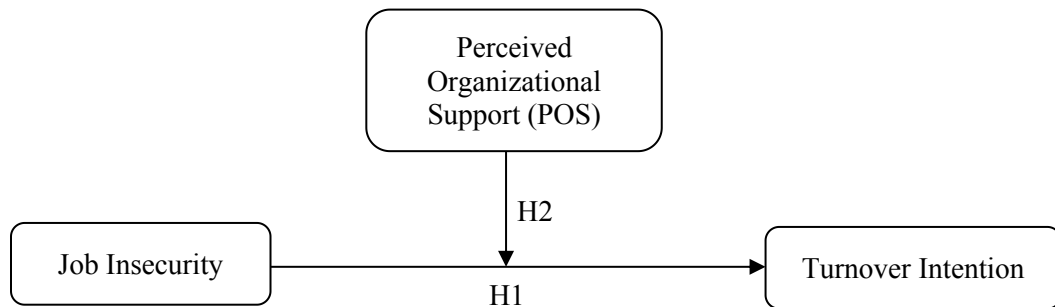 Perceived
Organizational
Support (POS)
H2
Job Insecurity
Turnover Intention
H1